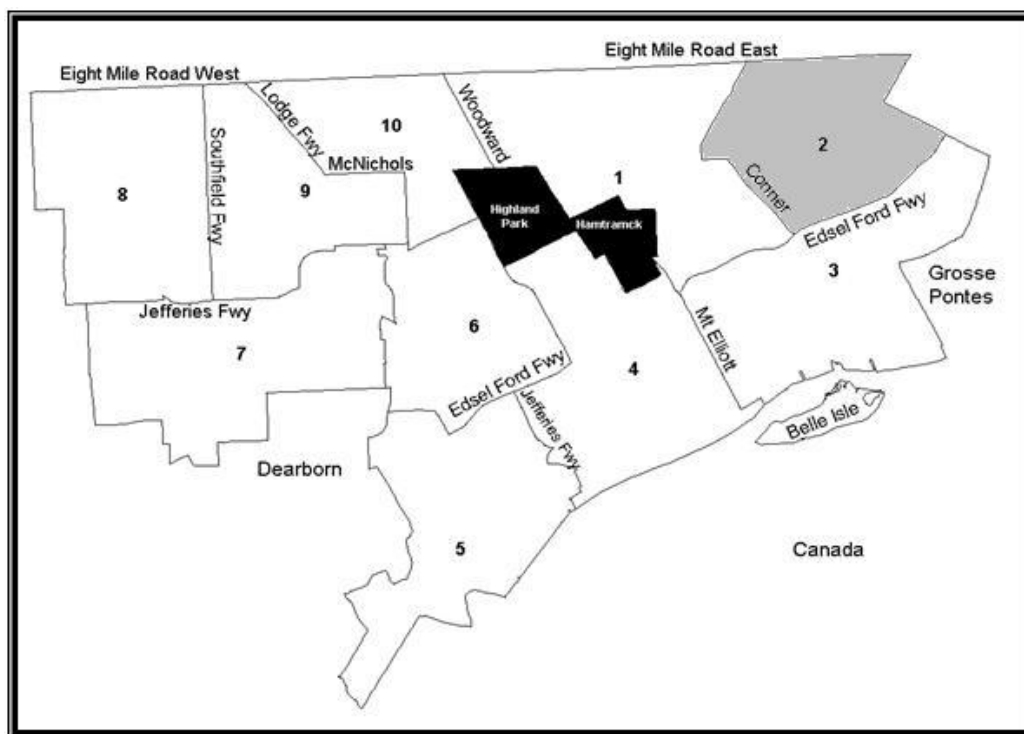 Eight Mile Road East
Eight Mile Road West
Lodge Fwy
Woodward
10
Southfield Fwy
McNichols
2
Conner
1
8
9
Highland
Park
Hamtramck
Edsel Ford Fwy
3
Grosse
Pontes
Jefferies Fwy
6
Mt Elliott
7
4
Edsel Ford Fwy
Jefferies Fwy
Belle Isle
Dearborn
5
Canada